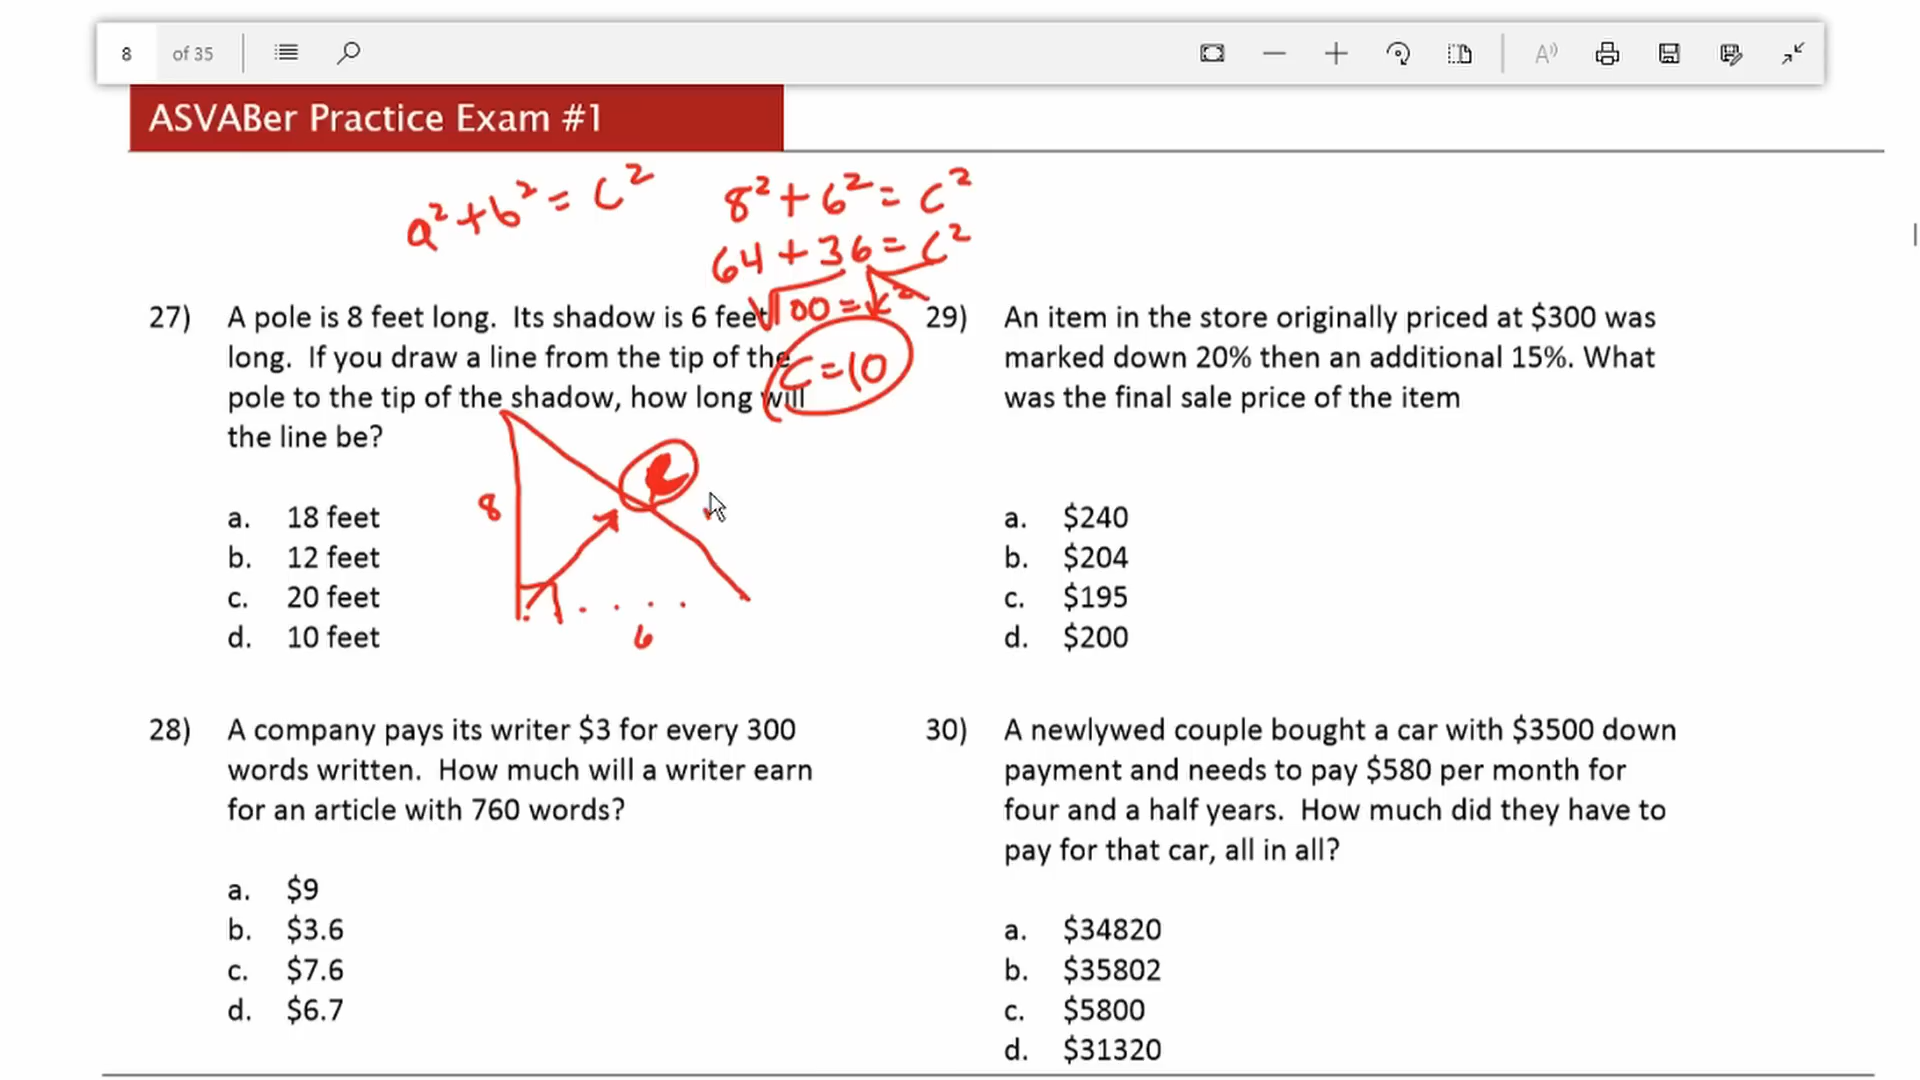 8 of 35
ASVABer Practice Exam #1
a² + b² = c²
8² + 6² = c²
64 + 36 = c²
√100 = √c²
c = 10
27) A pole is 8 feet long. Its shadow is 6 feet
long. If you draw a line from the tip of the
pole to the tip of the shadow, how long will
the line be?
8
c
6
a. 18 feet
b. 12 feet
c. 20 feet
d. 10 feet
28) A company pays its writer $3 for every 300
words written. How much will a writer earn
for an article with 760 words?
a. $9
b. $3.6
c. $7.6
d. $6.7
29) An item in the store originally priced at $300 was
marked down 20% then an additional 15%. What
was the final sale price of the item
a. $240
b. $204
c. $195
d. $200
30) A newlywed couple bought a car with $3500 down
payment and needs to pay $580 per month for
four and a half years. How much did they have to
pay for that car, all in all?
a. $34820
b. $35802
c. $5800
d. $31320